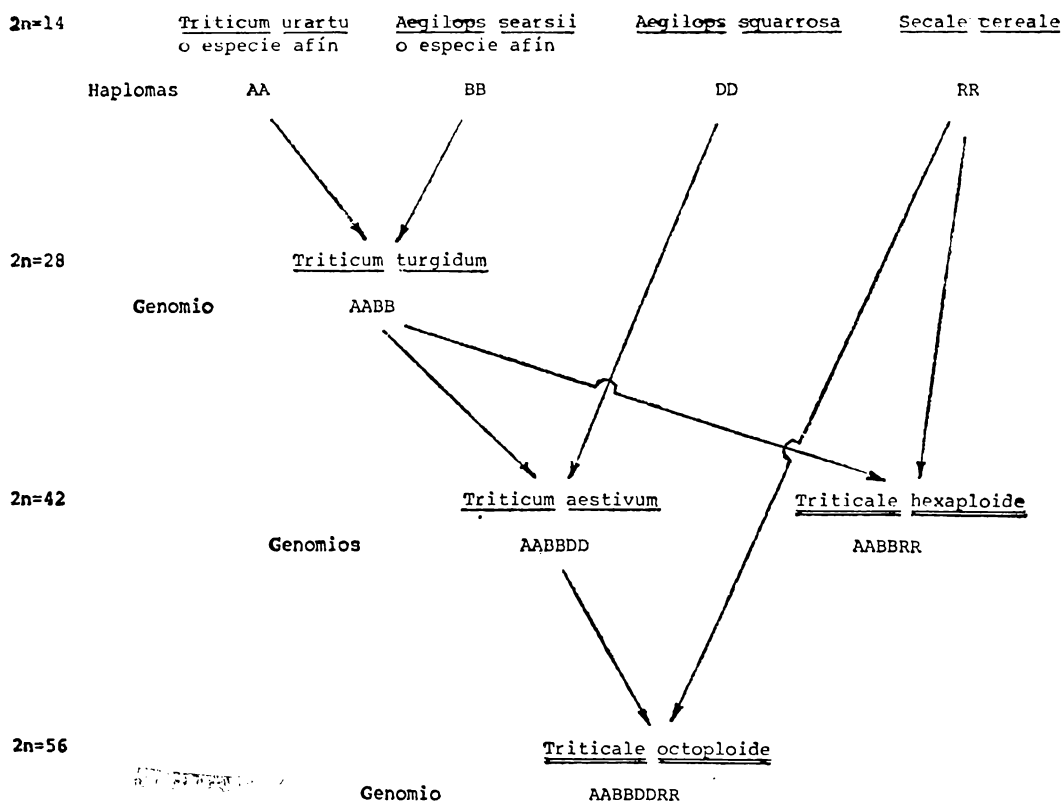 2n=14 Triticum urartu Aegilops searsii Aegilops squarrosa Secale cereale
o especie afín o especie afín
Haplomas AA BB DD RR
2n=28 Triticum turgidum
Genomio AABB
2n=42 Triticum aestivum Triticale hexaploide
Genomios AABBDD AABBRR
2n=56 Triticale octoploide
Genomio AABBDDRR